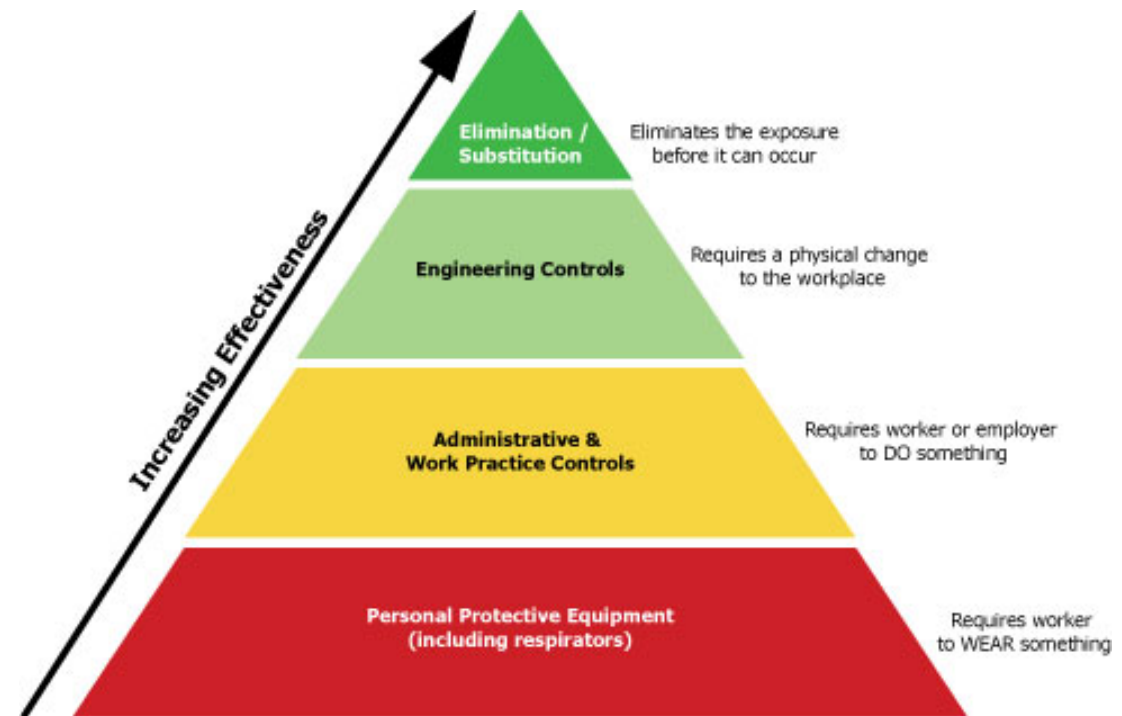 Elimination /
Substitution
Eliminates the exposure
before it can occur
Increasing Effectiveness
Engineering Controls
Requires a physical change
to the workplace
Administrative &
Work Practice Controls
Requires worker or employer
to DO something
Personal Protective Equipment
(including respirators)
Requires worker
to WEAR something